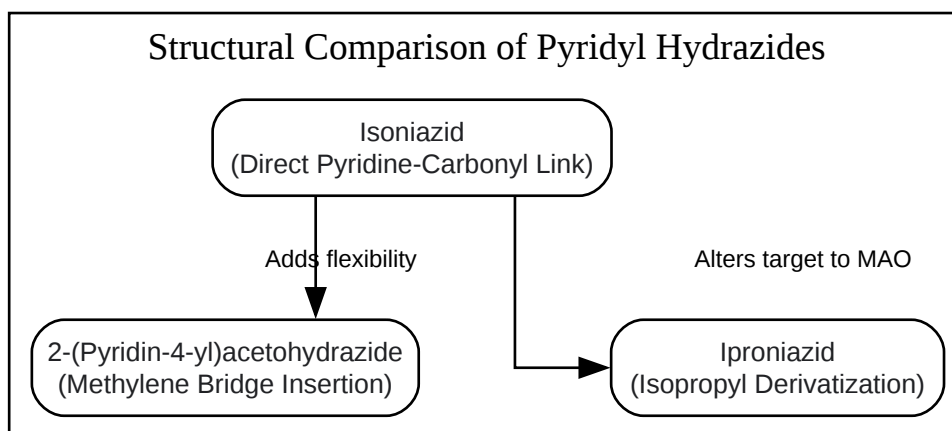 Structural Comparison of Pyridyl Hydrazides
Isoniazid
(Direct Pyridine-Carbonyl Link)
Adds flexibility
Alters target to MAO
2-(Pyridin-4-yl)acetohydrazide
(Methylene Bridge Insertion)
Iproniazid
(Isopropyl Derivatization)